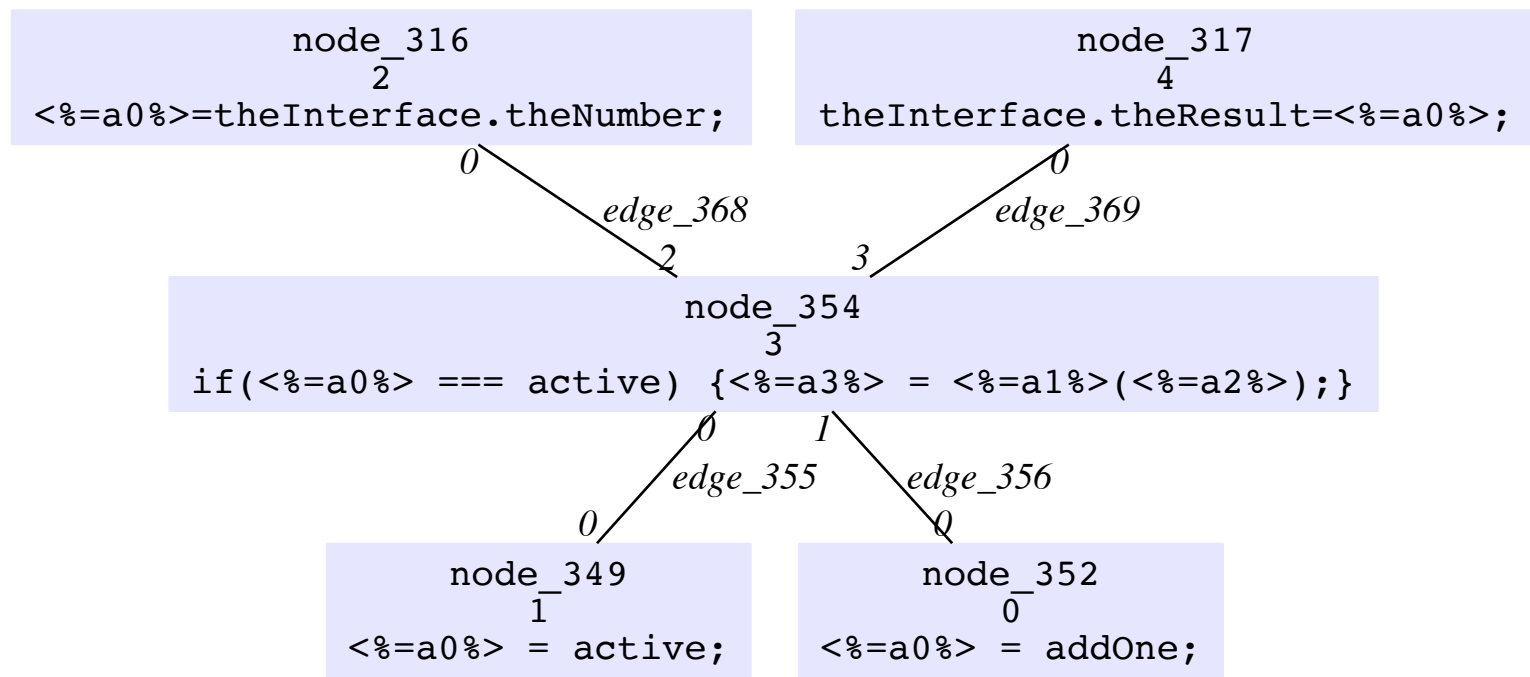 node_316
2
<%=a0%>=theInterface.theNumber;
node_317
4
theInterface.theResult=<%=a0%>;
0
0
edge_368
edge_369
2
3
node_354
3
if(<%=a0%> === active) {<%=a3%> = <%=a1%>(<%=a2%>);}
0
1
edge_355
edge_356
0
0
node_349
1
<%=a0%> = active;
node_352
0
<%=a0%> = addOne;